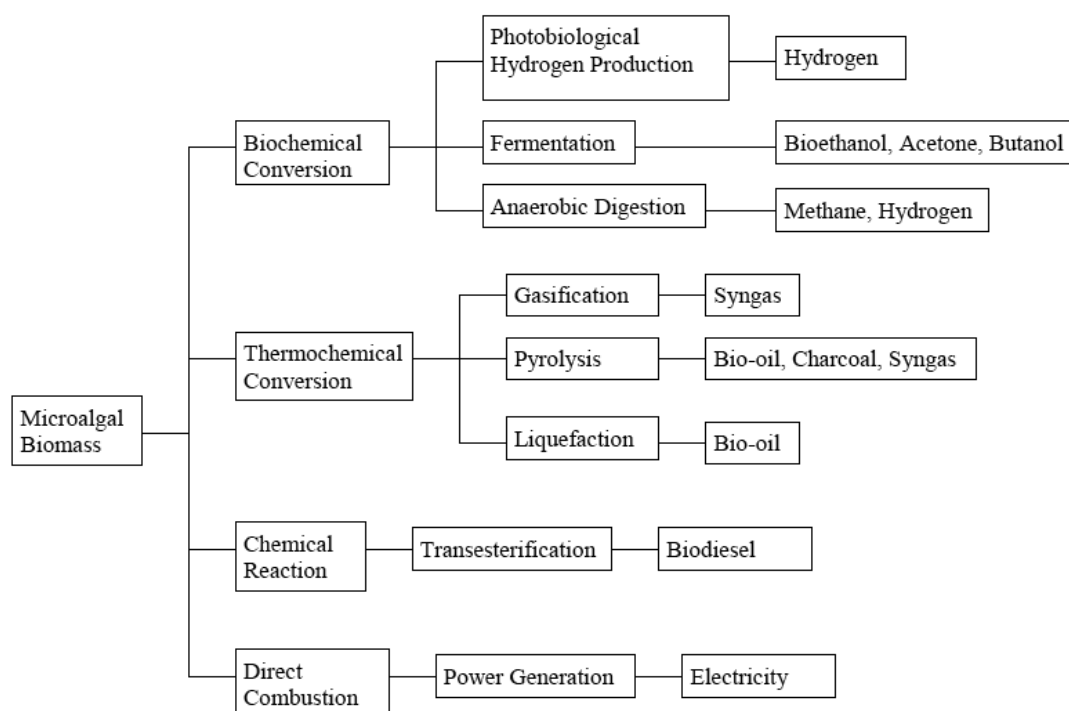 Photobiological
Hydrogen Production
Hydrogen
Biochemical
Conversion
Fermentation
Bioethanol, Acetone, Butanol
Anaerobic Digestion
Methane, Hydrogen
Gasification
Syngas
Thermochemical
Conversion
Pyrolysis
Bio-oil, Charcoal, Syngas
Microalgal
Biomass
Liquefaction
Bio-oil
Chemical
Reaction
Transesterification
Biodiesel
Direct
Combustion
Power Generation
Electricity